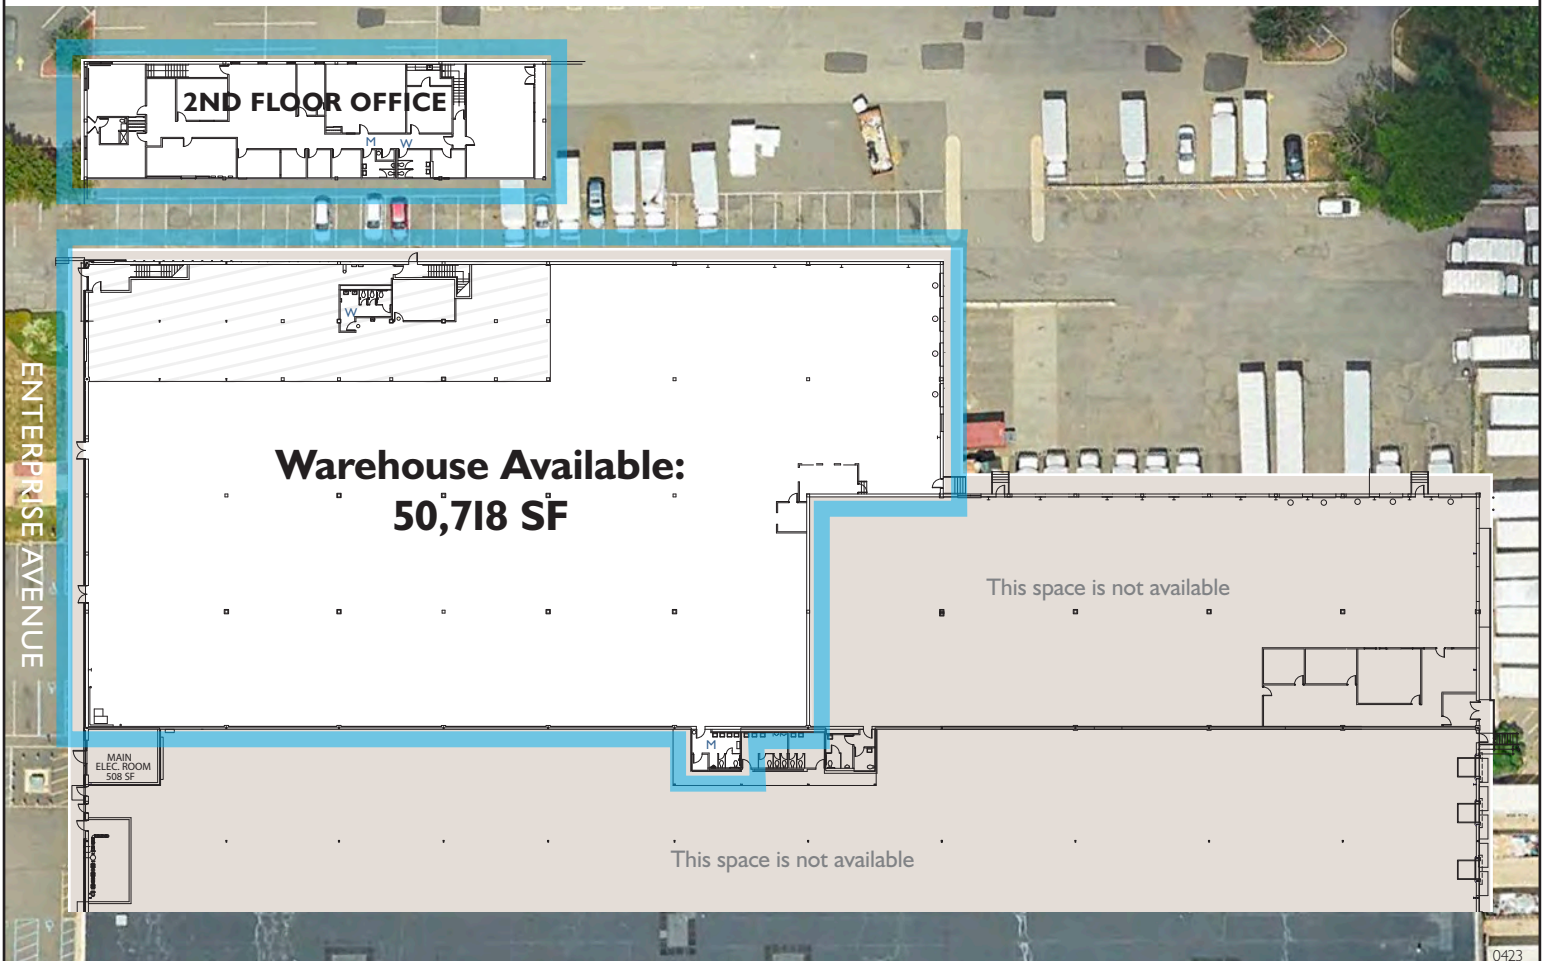 2ND FLOOR OFFICE
M W
W
ENTERPRISE AVENUE
Warehouse Available:
50,718 SF
This space is not available
M
MAIN
ELEC. ROOM
508 SF
This space is not available
0423